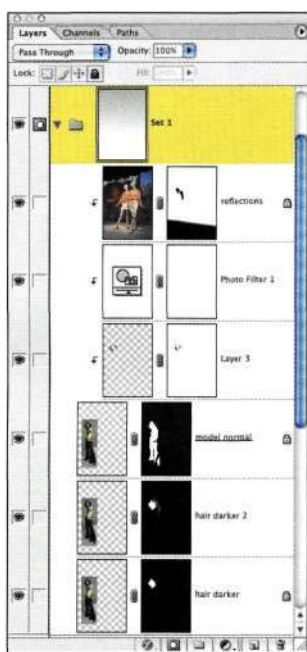 Layers Channels Paths
Pass Through Opacity: 100%
Lock: Fill:
Set 1
reflections
Photo Filter 1
Layer 3
model normal
hair darker 2
hair darker